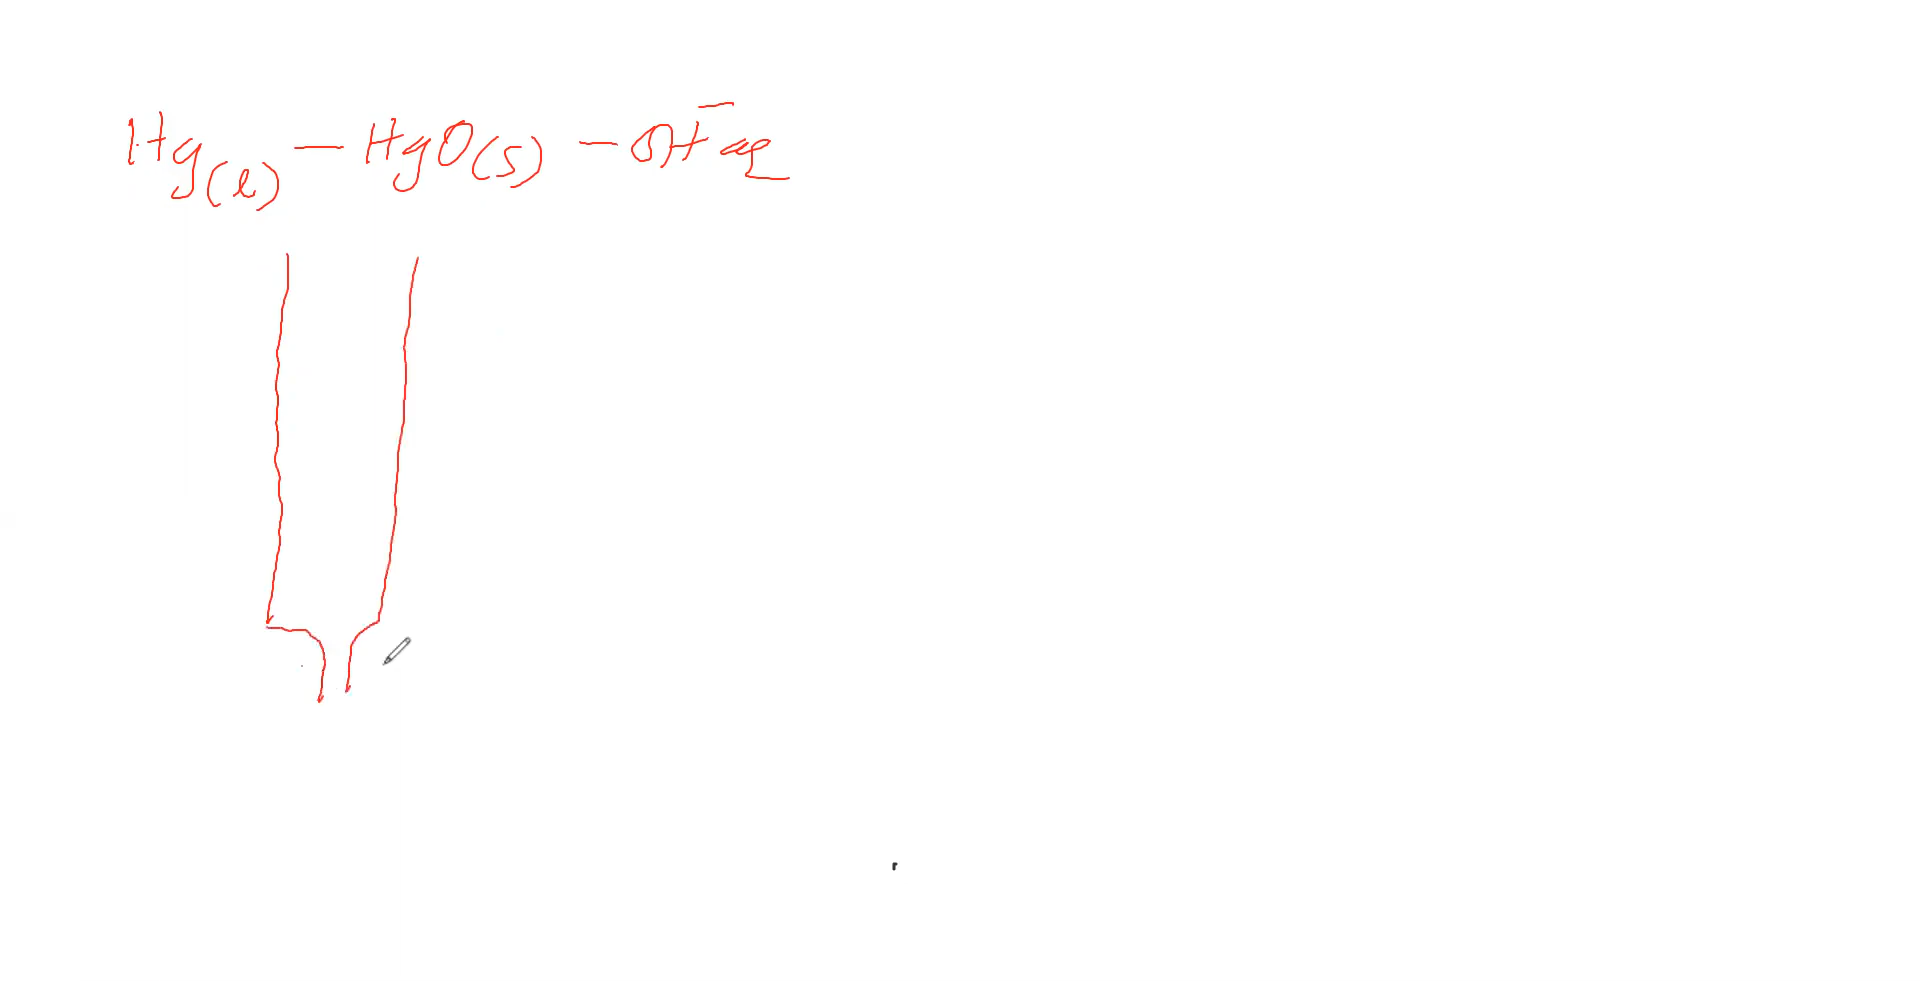 Hg(l) — HgO(s) — OH⁻ aq